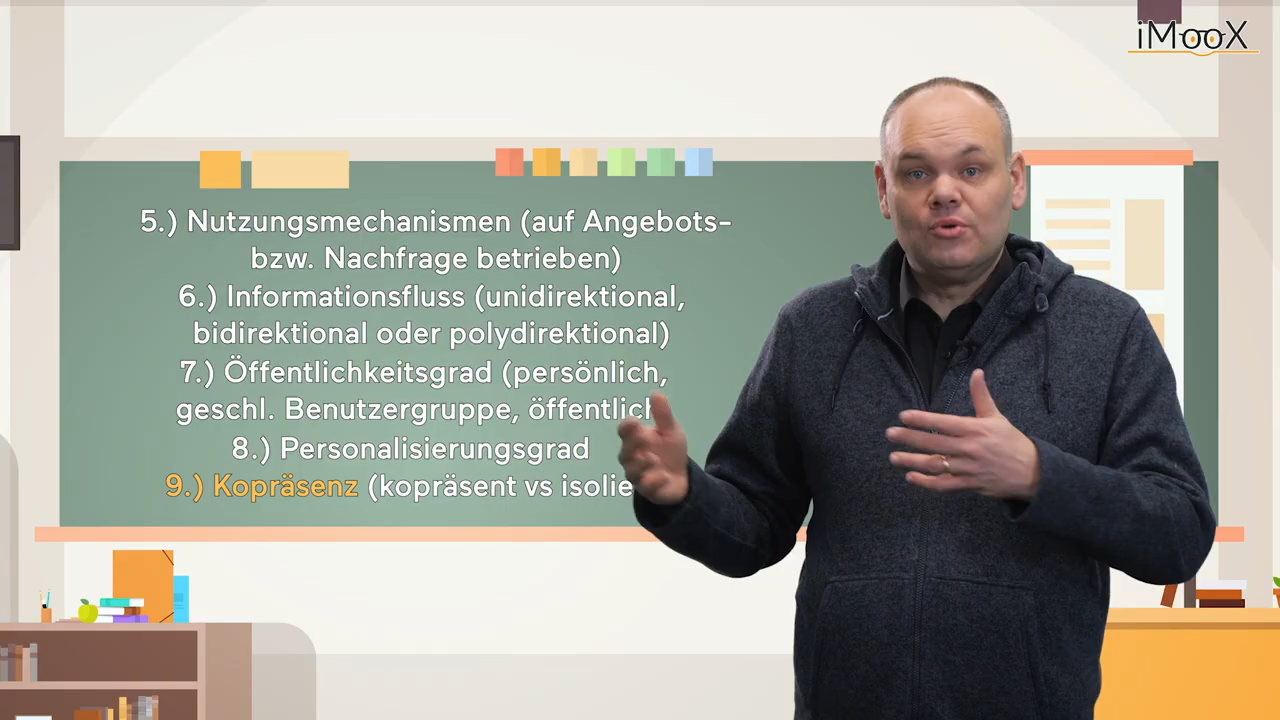 iMooX
5.) Nutzungsmechanismen (auf Angebots-
bzw. Nachfrage betrieben)
6.) Informationsfluss (unidirektional,
bidirektional oder polydirektional)
7.) Öffentlichkeitsgrad (persönlich,
geschl. Benutzergruppe, öffentlich
8.) Personalisierungsgrad
9.) Kopräsenz (kopräsent vs